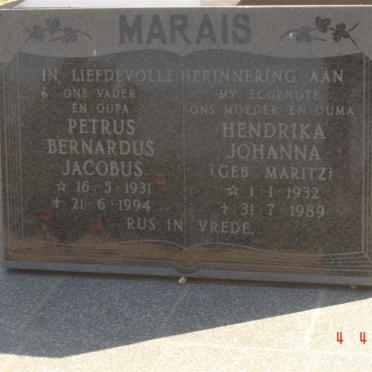 MARAIS
IN LIEFDEVOLLE HERINNERING AAN
ONS VADER
EN OUPA
PETRUS
BERNARDUS
JACOBUS
☆ 16·5·1931
✝ 21·6·1994
MY EGGENOTE
ONS MOEDER EN OUMA
HENDRIKA
JOHANNA
(GEB MARITZ)
☆ 1·1·1932
✝ 31·7·1989
RUS IN VREDE.
4 4